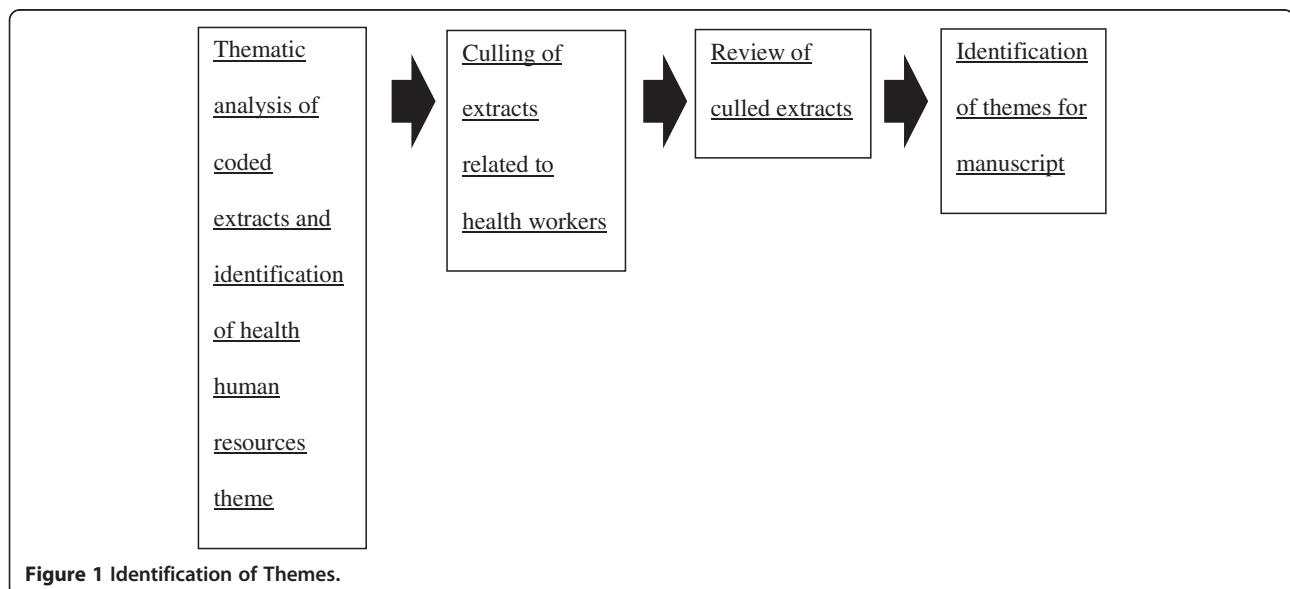 Thematic
analysis of
coded
extracts and
identification
of health
human
resources
theme
Culling of
extracts
related to
health workers
Review of
culled extracts
Identification
of themes for
manuscript
Figure 1 Identification of Themes.